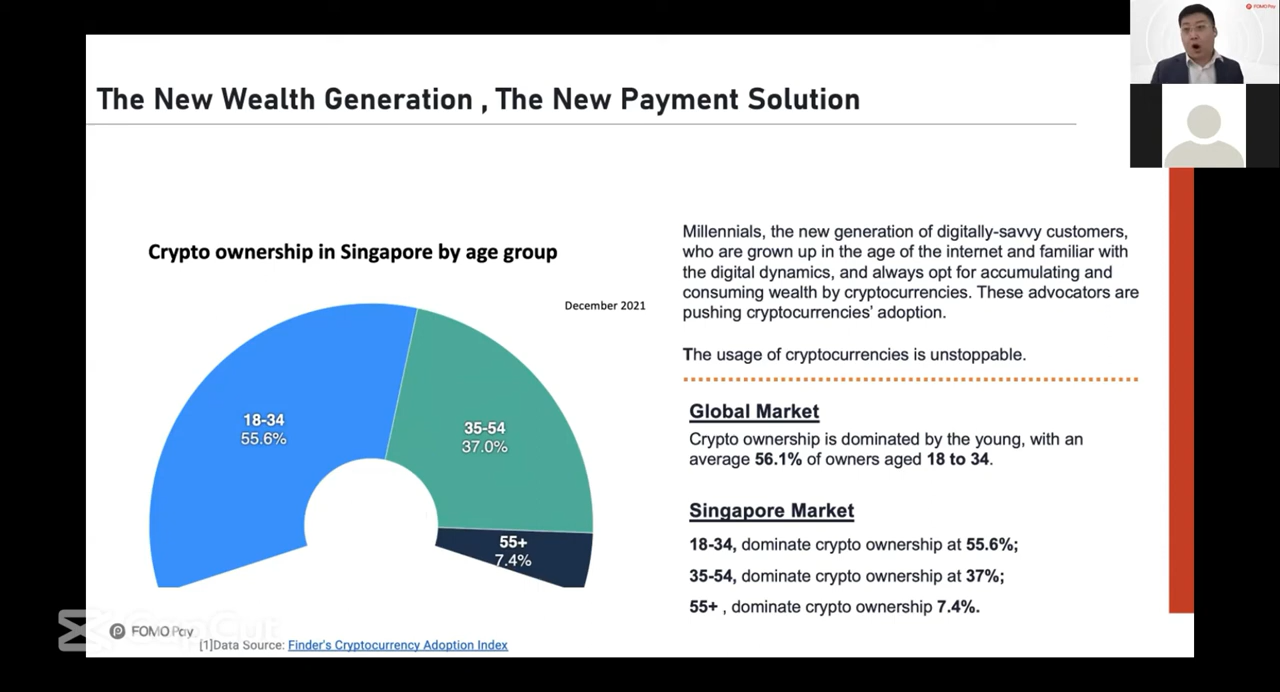 FOMO Pay
The New Wealth Generation , The New Payment Solution
Crypto ownership in Singapore by age group
December 2021
18-34
55.6%
35-54
37.0%
55+
7.4%
Millennials, the new generation of digitally-savvy customers,
who are grown up in the age of the internet and familiar with
the digital dynamics, and always opt for accumulating and
consuming wealth by cryptocurrencies. These advocators are
pushing cryptocurrencies' adoption.
The usage of cryptocurrencies is unstoppable.
Global Market
Crypto ownership is dominated by the young, with an
average 56.1% of owners aged 18 to 34.
Singapore Market
18-34, dominate crypto ownership at 55.6%;
35-54, dominate crypto ownership at 37%;
55+ , dominate crypto ownership 7.4%.
CapCut
FOMO Pay
[1]Data Source: Finder's Cryptocurrency Adoption Index